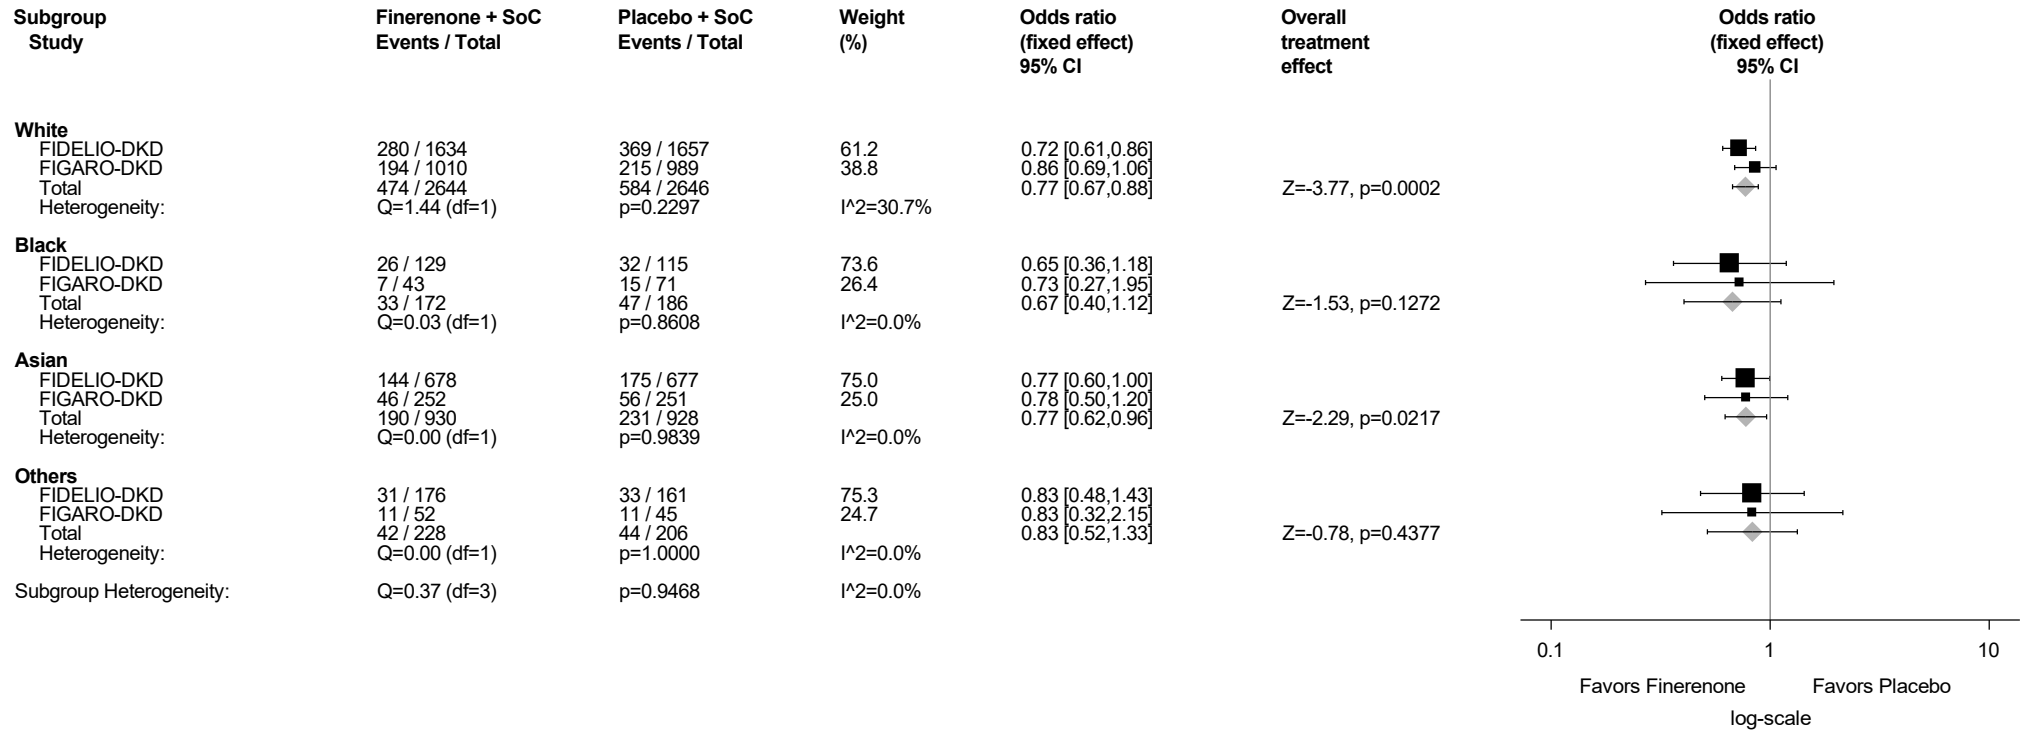 Subgroup Finerenone + SoC Placebo + SoC Weight Odds ratio Overall Odds ratio
Study Events / Total Events / Total (%) (fixed effect) treatment (fixed effect)
95% CI effect 95% CI
White
FIDELIO-DKD 280 / 1634 369 / 1657 61.2 0.72 [0.61,0.86]
FIGARO-DKD 194 / 1010 215 / 989 38.8 0.86 [0.69,1.06]
Total 474 / 2644 584 / 2646 0.77 [0.67,0.88] Z=-3.77, p=0.0002
Heterogeneity: Q=1.44 (df=1) p=0.2297 I^2=30.7%
Black
FIDELIO-DKD 26 / 129 32 / 115 73.6 0.65 [0.36,1.18]
FIGARO-DKD 7 / 43 15 / 71 26.4 0.73 [0.27,1.95]
Total 33 / 172 47 / 186 0.67 [0.40,1.12] Z=-1.53, p=0.1272
Heterogeneity: Q=0.03 (df=1) p=0.8608 I^2=0.0%
Asian
FIDELIO-DKD 144 / 678 175 / 677 75.0 0.77 [0.60,1.00]
FIGARO-DKD 46 / 252 56 / 251 25.0 0.78 [0.50,1.20]
Total 190 / 930 231 / 928 0.77 [0.62,0.96] Z=-2.29, p=0.0217
Heterogeneity: Q=0.00 (df=1) p=0.9839 I^2=0.0%
Others
FIDELIO-DKD 31 / 176 33 / 161 75.3 0.83 [0.48,1.43]
FIGARO-DKD 11 / 52 11 / 45 24.7 0.83 [0.32,2.15]
Total 42 / 228 44 / 206 0.83 [0.52,1.33] Z=-0.78, p=0.4377
Heterogeneity: Q=0.00 (df=1) p=1.0000 I^2=0.0%
Subgroup Heterogeneity: Q=0.37 (df=3) p=0.9468 I^2=0.0%
0.1 1 10
Favors Finerenone Favors Placebo
log-scale